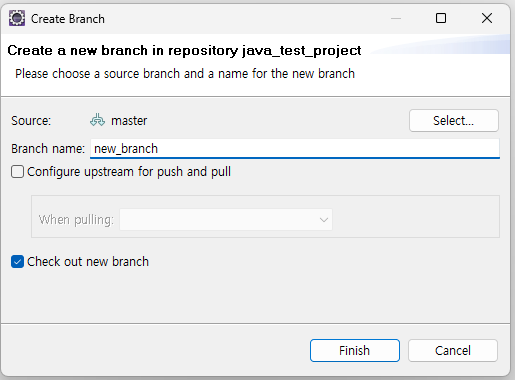 Create Branch
Create a new branch in repository java_test_project
Please choose a source branch and a name for the new branch
Source: master Select...
Branch name: new_branch
Configure upstream for push and pull
When pulling:
Check out new branch
Finish Cancel